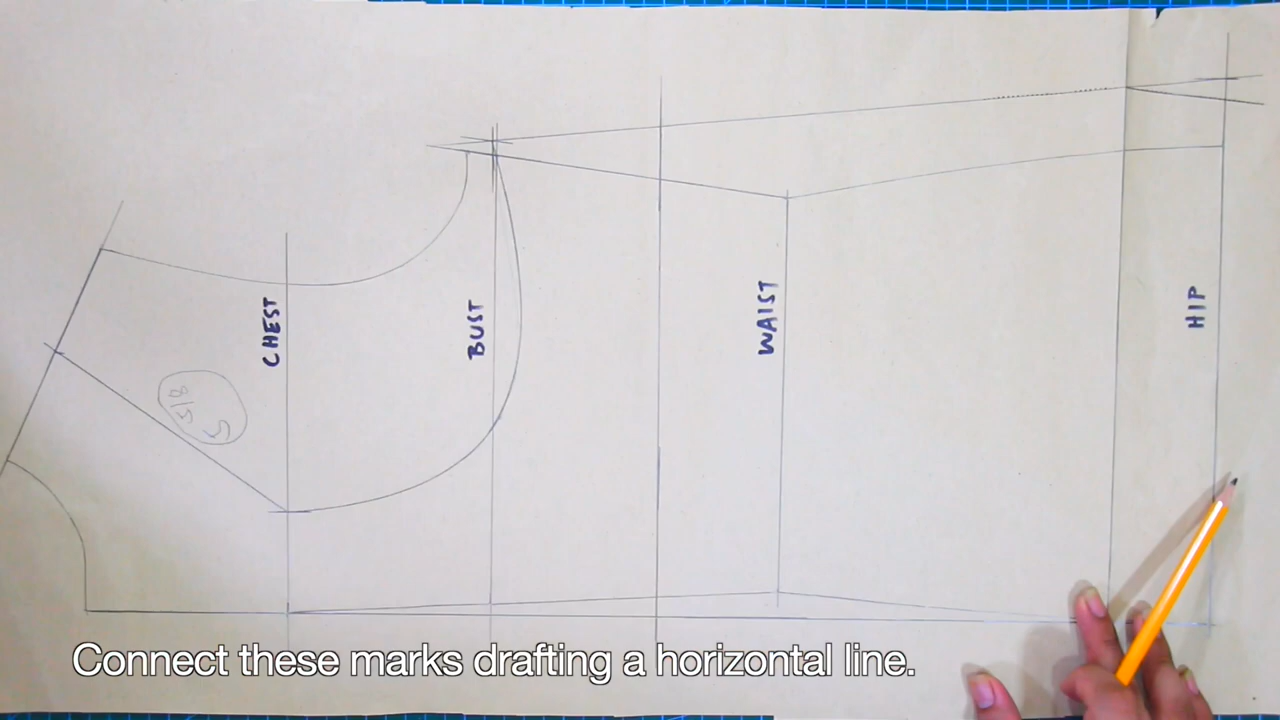 CHEST
BUST
WAIST
HIP
Connect these marks drafting a horizontal line.